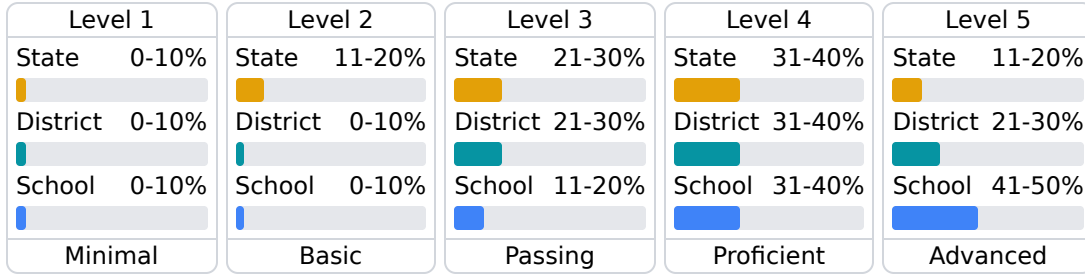 Level 1
State 0-10%
District 0-10%
School 0-10%
Minimal
Level 2
State 11-20%
District 0-10%
School 0-10%
Basic
Level 3
State 21-30%
District 21-30%
School 11-20%
Passing
Level 4
State 31-40%
District 31-40%
School 31-40%
Proficient
Level 5
State 11-20%
District 21-30%
School 41-50%
Advanced